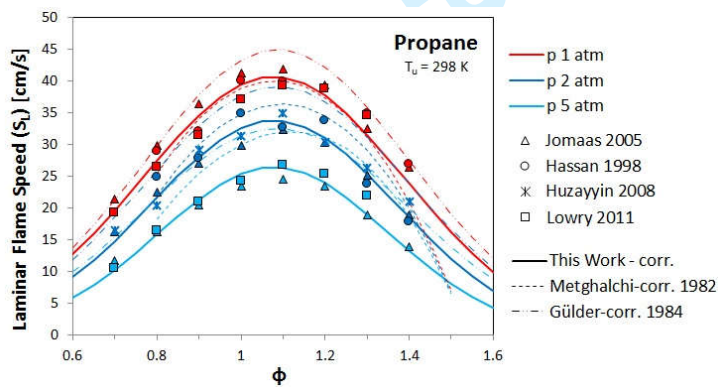 50
45
40
35
30
25
20
15
10
5
0
Laminar Flame Speed (S_L) [cm/s]
Propane
T_u = 298 K
0.6 0.8 1 1.2 1.4 1.6
Φ
p 1 atm
p 2 atm
p 5 atm
Jomaas 2005
Hassan 1998
Huzayyin 2008
Lowry 2011
This Work - corr.
Metghalchi-corr. 1982
Gülder-corr. 1984